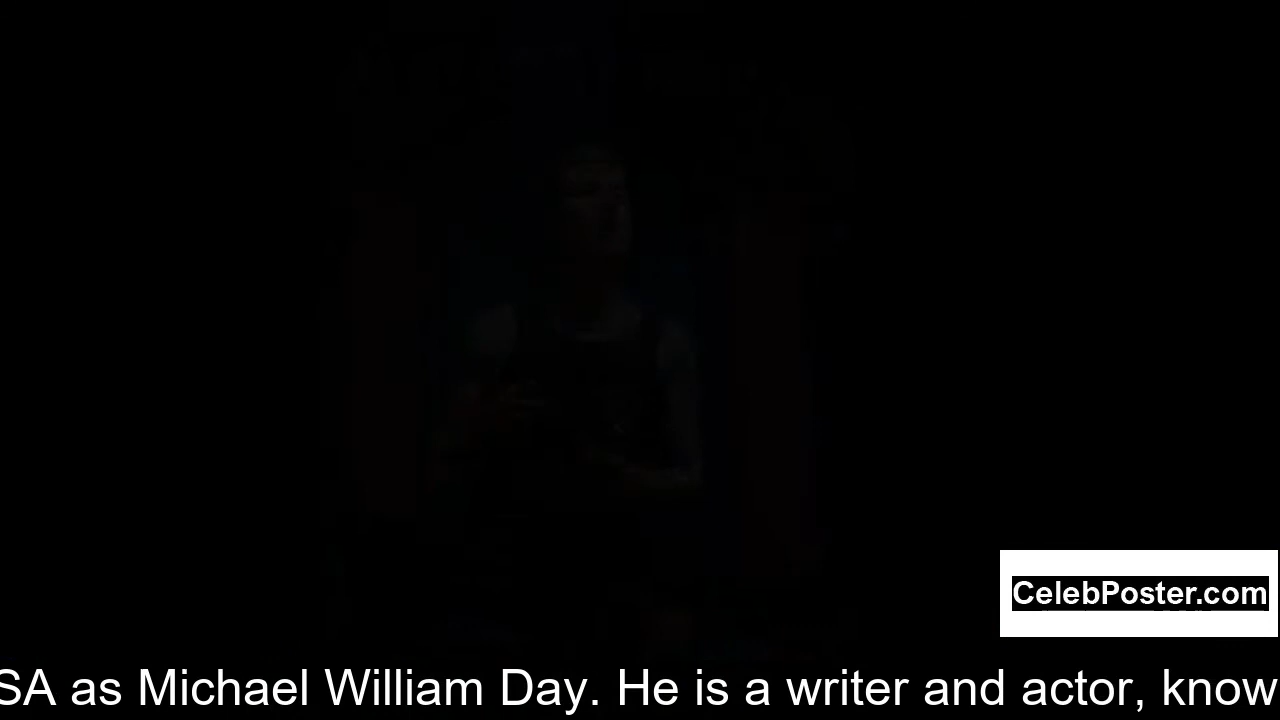 CelebPoster.com
SA as Michael William Day. He is a writer and actor, know